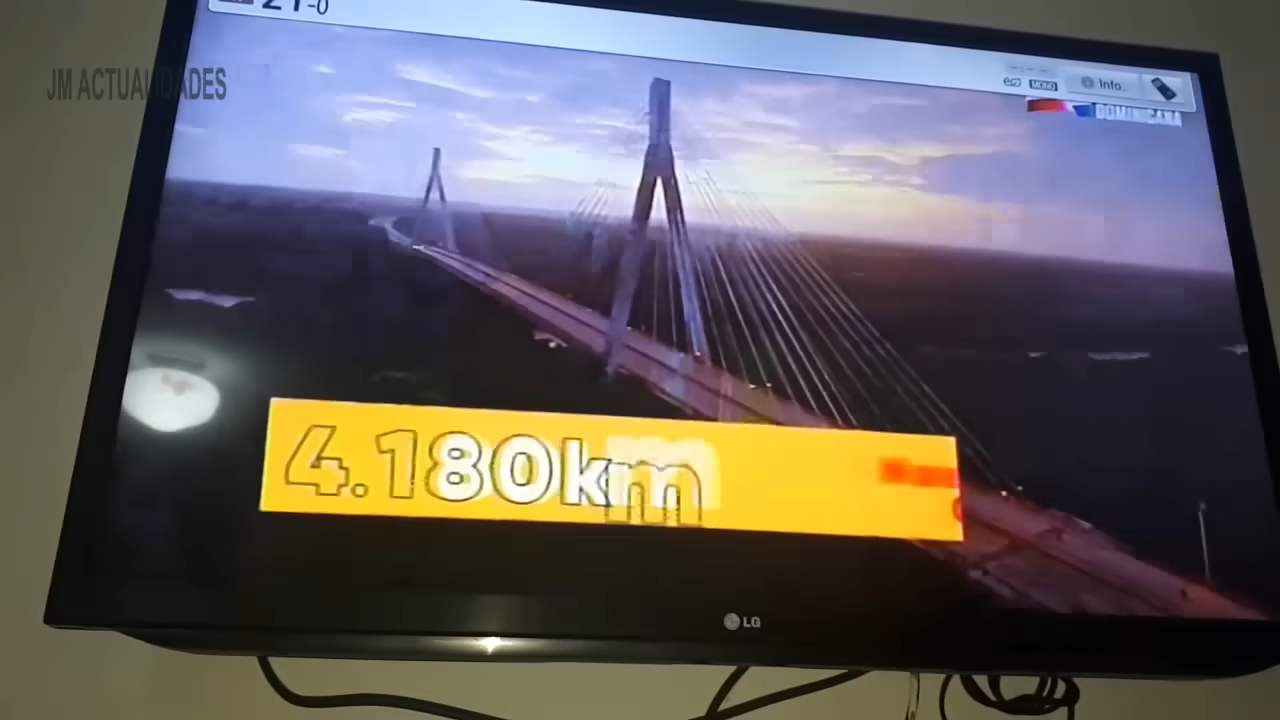 21-0
JM ACTUALIDADES
MONO
Info..
DOMINICANA
4.180km
LG